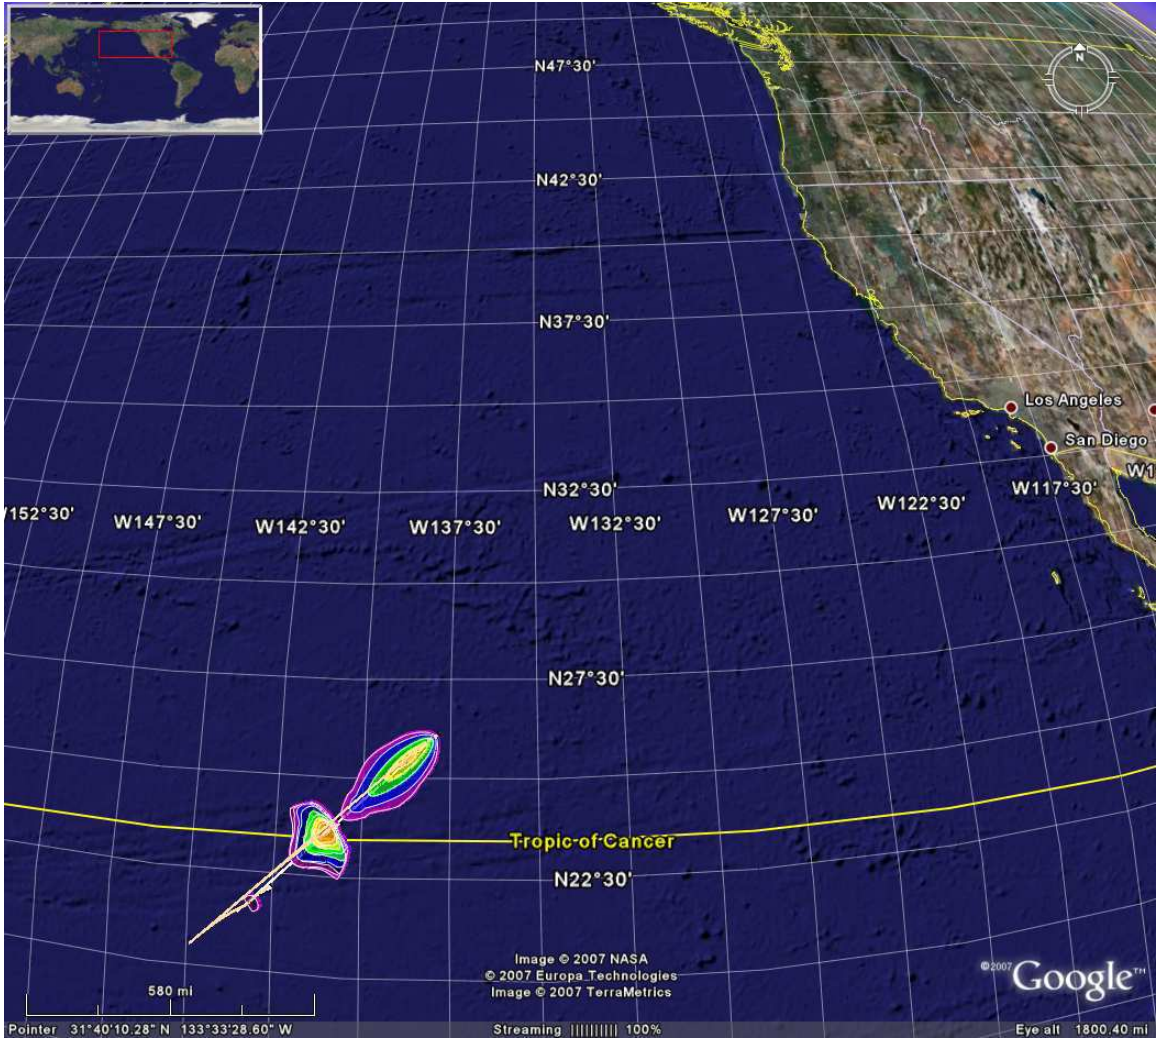 N47°30'
N
N42°30'
N37°30'
Los Angeles
San Diego
W1
N32°30'
W117°30'
W152°30'
W147°30'
W142°30'
W137°30'
W132°30'
W127°30'
W122°30'
N27°30'
Tropic of Cancer
N22°30'
Image © 2007 NASA
© 2007 Europa Technologies
Image © 2007 TerraMetrics
©2007 Google™
580 mi
Pointer 31°40'10.28" N 133°33'28.60" W
Streaming |||||||||| 100%
Eye alt 1800.40 mi